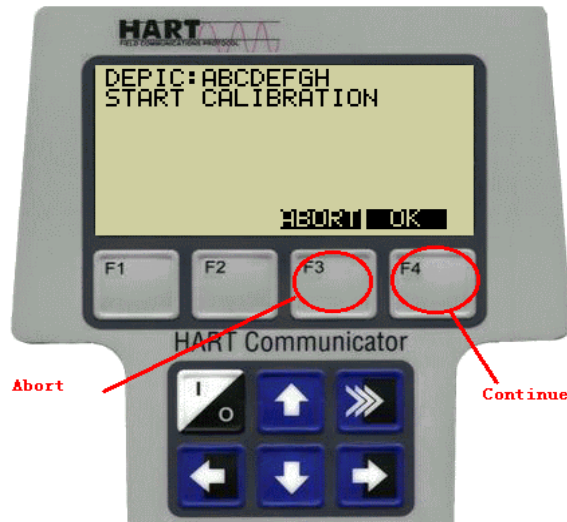 HART
FIELD COMMUNICATIONS PROTOCOL
DEPIC:ABCDEFGH
START CALIBRATION
ABORT OK
F1 F2 F3 F4
HART Communicator
Abort
Continue
I
O